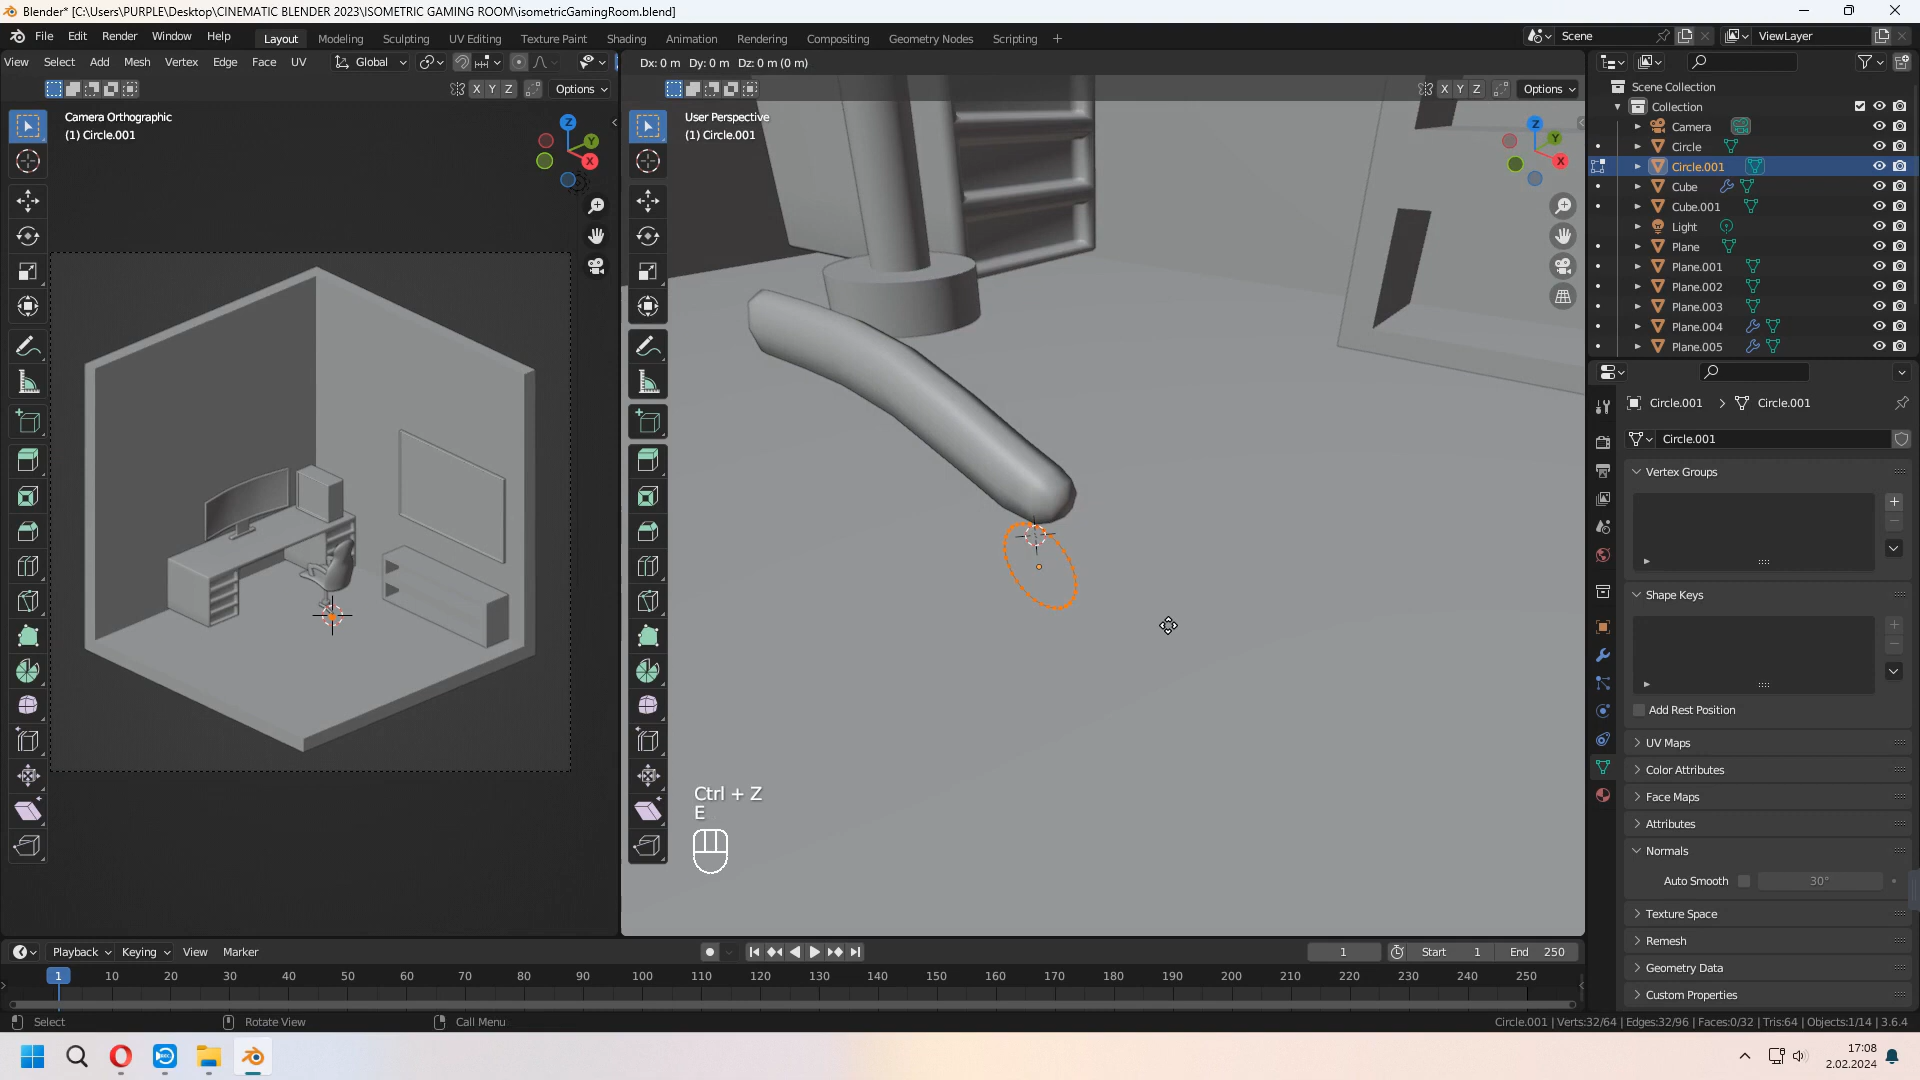 Blender* [C:\Users\PURPLE\Desktop\CINEMATIC BLENDER 2023\ISOMETRIC GAMING ROOM\isometricGamingRoom.blend]
File Edit Render Window Help Layout Modeling Sculpting UV Editing Texture Paint Shading Animation Rendering Compositing Geometry Nodes Scripting + Scene ViewLayer
View Select Add Mesh Vertex Edge Face UV Global Dx: 0 m Dy: 0 m Dz: 0 m (0 m)
X Y Z Options X Y Z Options
Camera Orthographic
(1) Circle.001
User Perspective
(1) Circle.001
Z Y X
Z Y X
Ctrl + Z
E
Scene Collection
Collection
Camera
Circle
Circle.001
Cube
Cube.001
Light
Plane
Plane.001
Plane.002
Plane.003
Plane.004
Plane.005
Circle.001 > Circle.001
Circle.001
Vertex Groups
Shape Keys
Add Rest Position
UV Maps
Color Attributes
Face Maps
Attributes
Normals
Auto Smooth 30°
Texture Space
Remesh
Geometry Data
Custom Properties
Playback Keying View Marker 1 Start 1 End 250
1 10 20 30 40 50 60 70 80 90 100 110 120 130 140 150 160 170 180 190 200 210 220 230 240 250
Select Rotate View Call Menu Circle.001 | Verts:32/64 | Edges:32/96 | Faces:0/32 | Tris:64 | Objects:1/14 | 3.6.4
17:08
2.02.2024